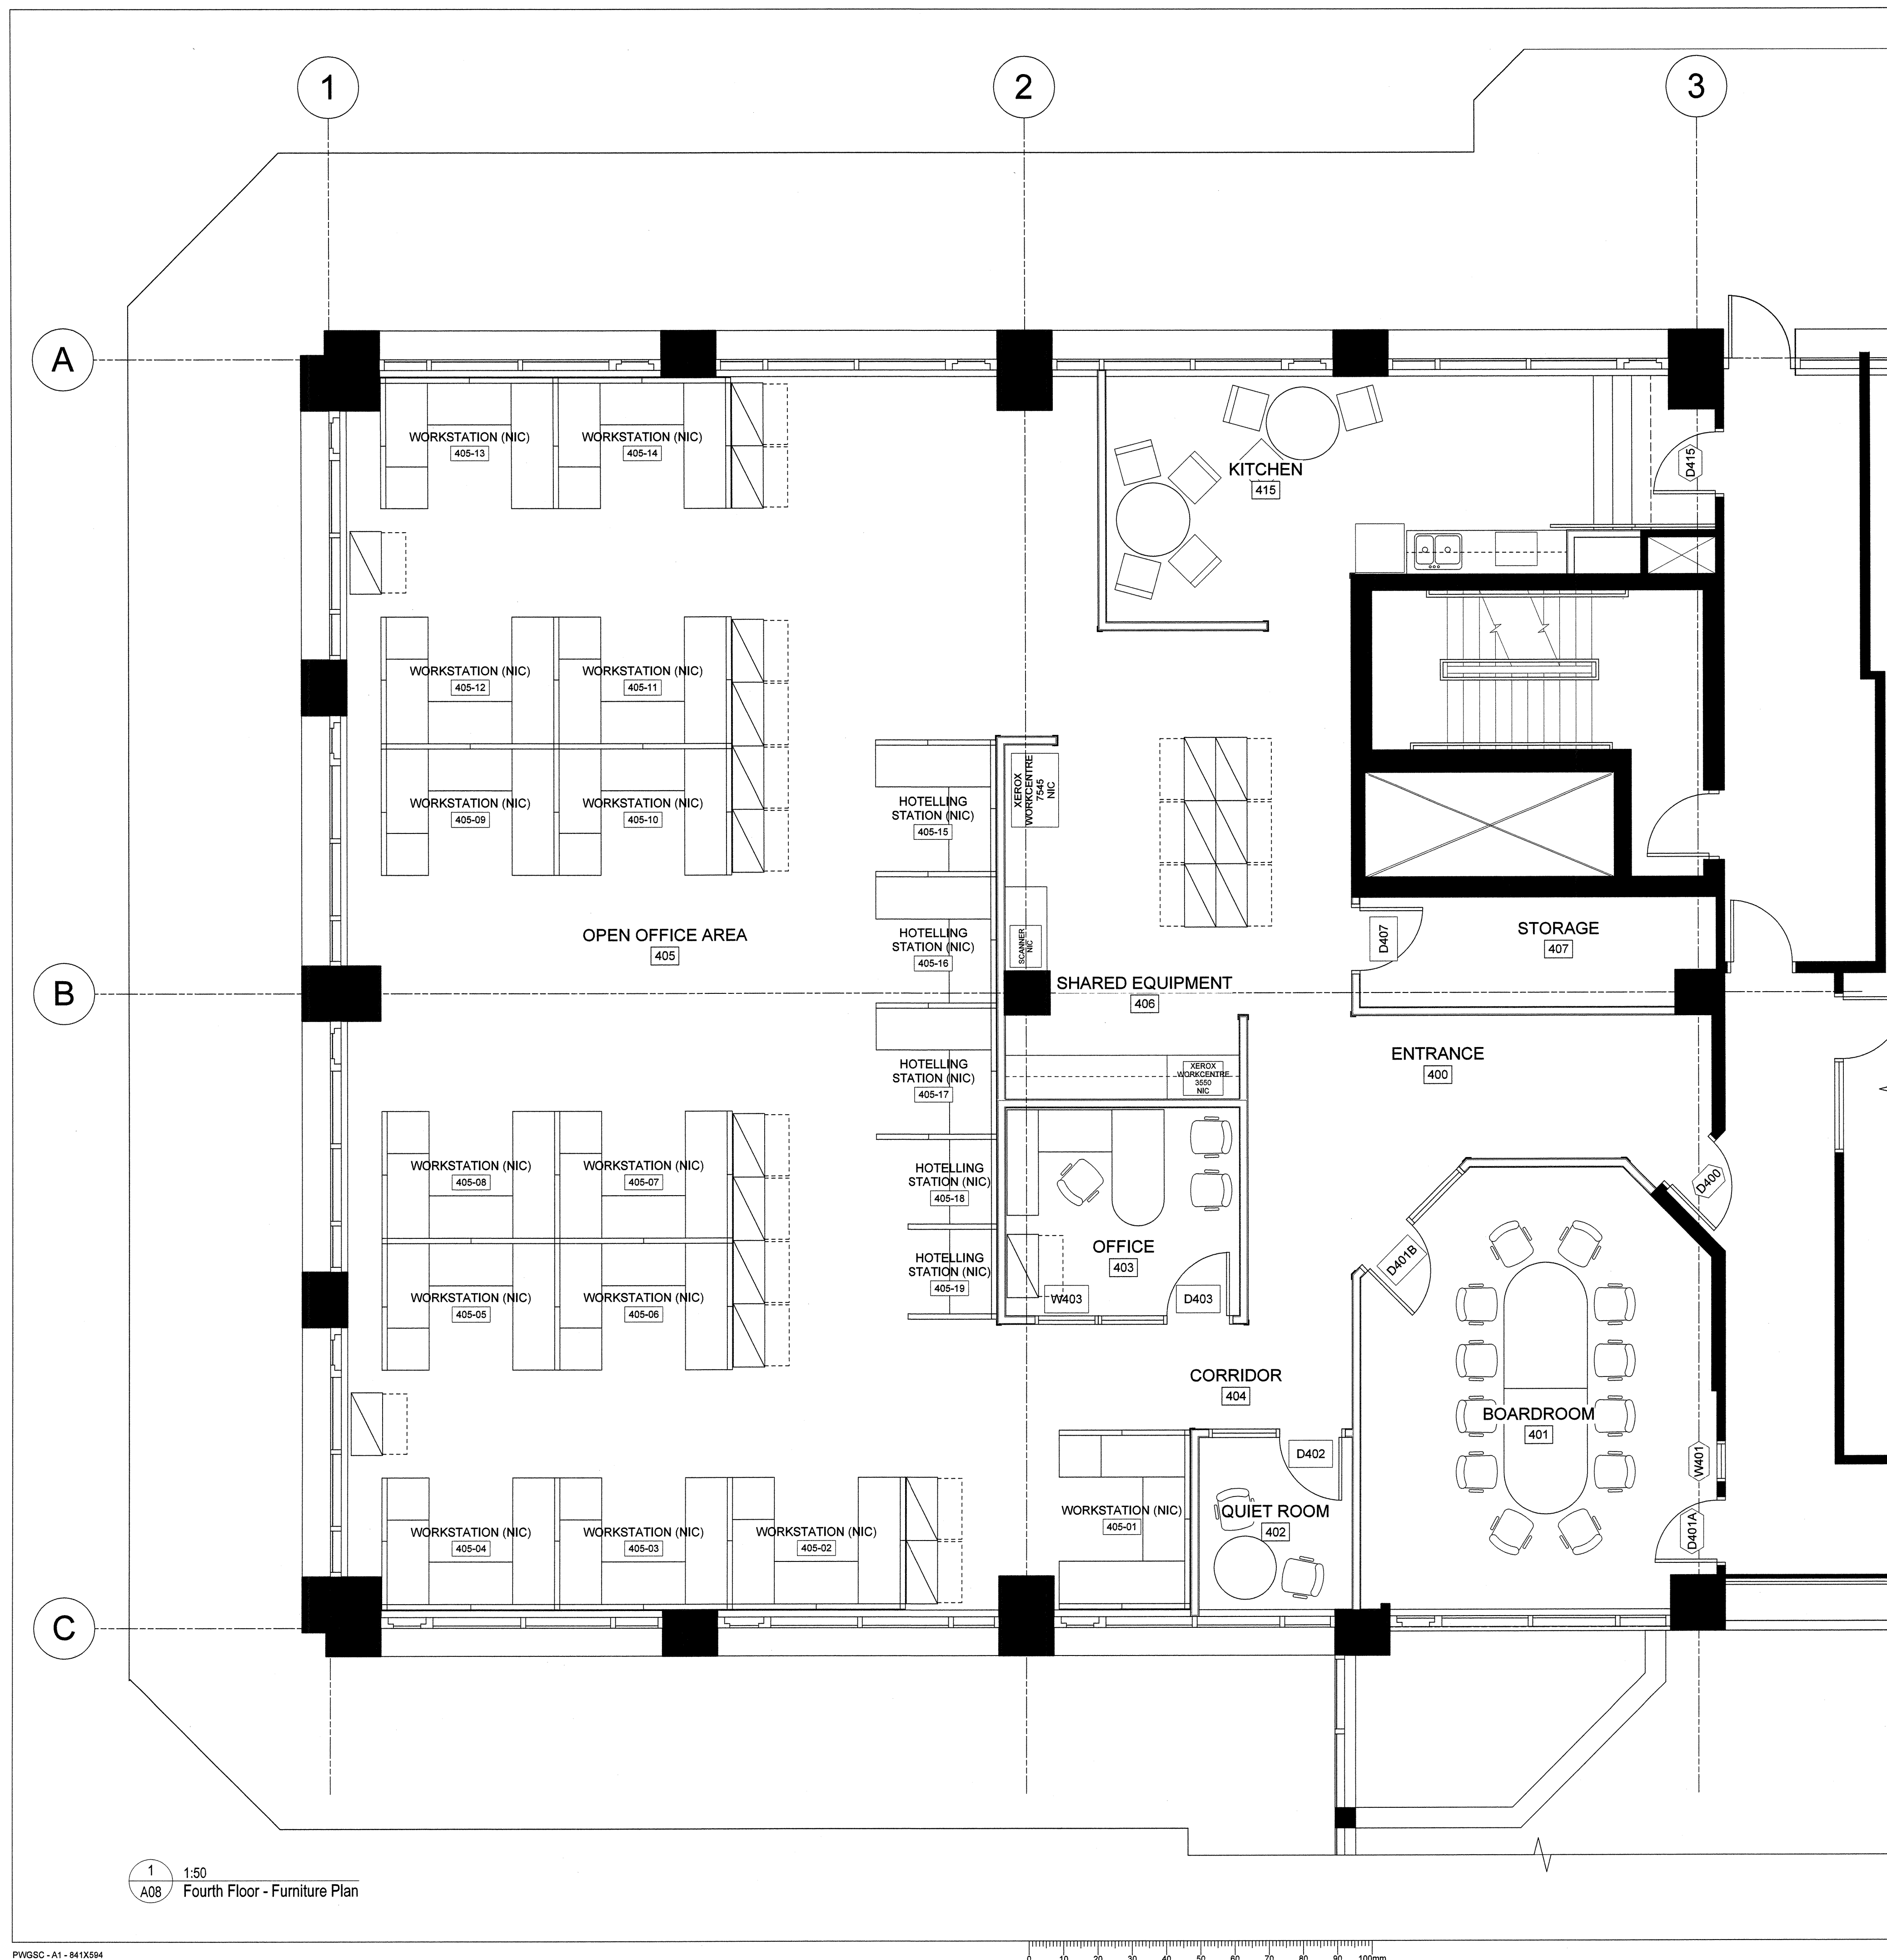 1
2
3
A
WORKSTATION (NIC)
405-13
WORKSTATION (NIC)
405-14
KITCHEN
415
D415
WORKSTATION (NIC)
405-12
WORKSTATION (NIC)
405-11
WORKSTATION (NIC)
405-09
WORKSTATION (NIC)
405-10
HOTELLING
STATION (NIC)
405-15
XEROX
WORKCENTRE
7545
NIC
OPEN OFFICE AREA
405
HOTELLING
STATION (NIC)
405-16
SCANNER
NIC
D407
STORAGE
407
B
SHARED EQUIPMENT
406
HOTELLING
STATION (NIC)
405-17
XEROX
WORKCENTRE
3550
NIC
ENTRANCE
400
WORKSTATION (NIC)
405-08
WORKSTATION (NIC)
405-07
HOTELLING
STATION (NIC)
405-18
D400
OFFICE
403
D401B
HOTELLING
STATION (NIC)
405-19
W403
D403
WORKSTATION (NIC)
405-05
WORKSTATION (NIC)
405-06
CORRIDOR
404
BOARDROOM
401
D402
W401
WORKSTATION (NIC)
405-04
WORKSTATION (NIC)
405-03
WORKSTATION (NIC)
405-02
WORKSTATION (NIC)
405-01
QUIET ROOM
402
D401A
C
1
A08
1:50
Fourth Floor - Furniture Plan
PWGSC - A1 - 841X594
0 10 20 30 40 50 60 70 80 90 100mm